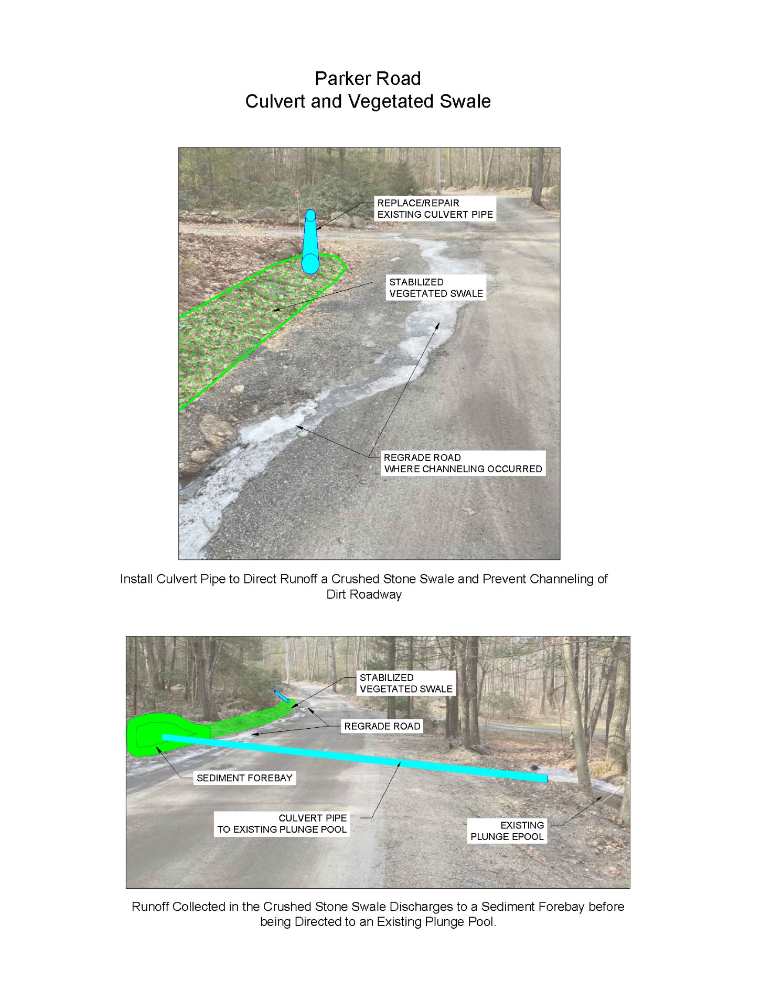 Parker Road
Culvert and Vegetated Swale
REPLACE/REPAIR
EXISTING CULVERT PIPE
STABILIZED
VEGETATED SWALE
REGRADE ROAD
WHERE CHANNELING OCCURRED
Install Culvert Pipe to Direct Runoff a Crushed Stone Swale and Prevent Channeling of
Dirt Roadway
STABILIZED
VEGETATED SWALE
REGRADE ROAD
SEDIMENT FOREBAY
CULVERT PIPE
TO EXISTING PLUNGE POOL
EXISTING
PLUNGE EPOOL
Runoff Collected in the Crushed Stone Swale Discharges to a Sediment Forebay before
being Directed to an Existing Plunge Pool.